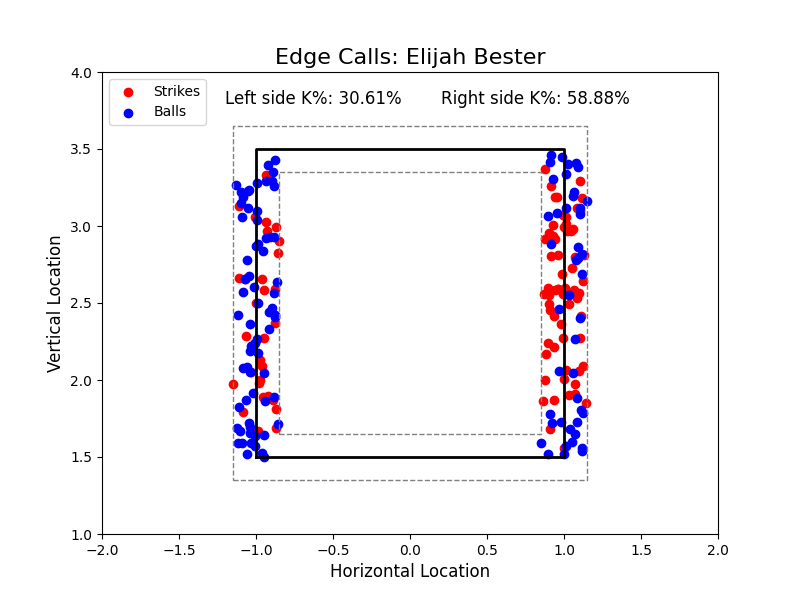 Edge Calls: Elijah Bester
Strikes
Balls
Left side K%: 30.61%
Right side K%: 58.88%
Vertical Location
4.0
3.5
3.0
2.5
2.0
1.5
1.0
−2.0
−1.5
−1.0
−0.5
0.0
0.5
1.0
1.5
2.0
Horizontal Location